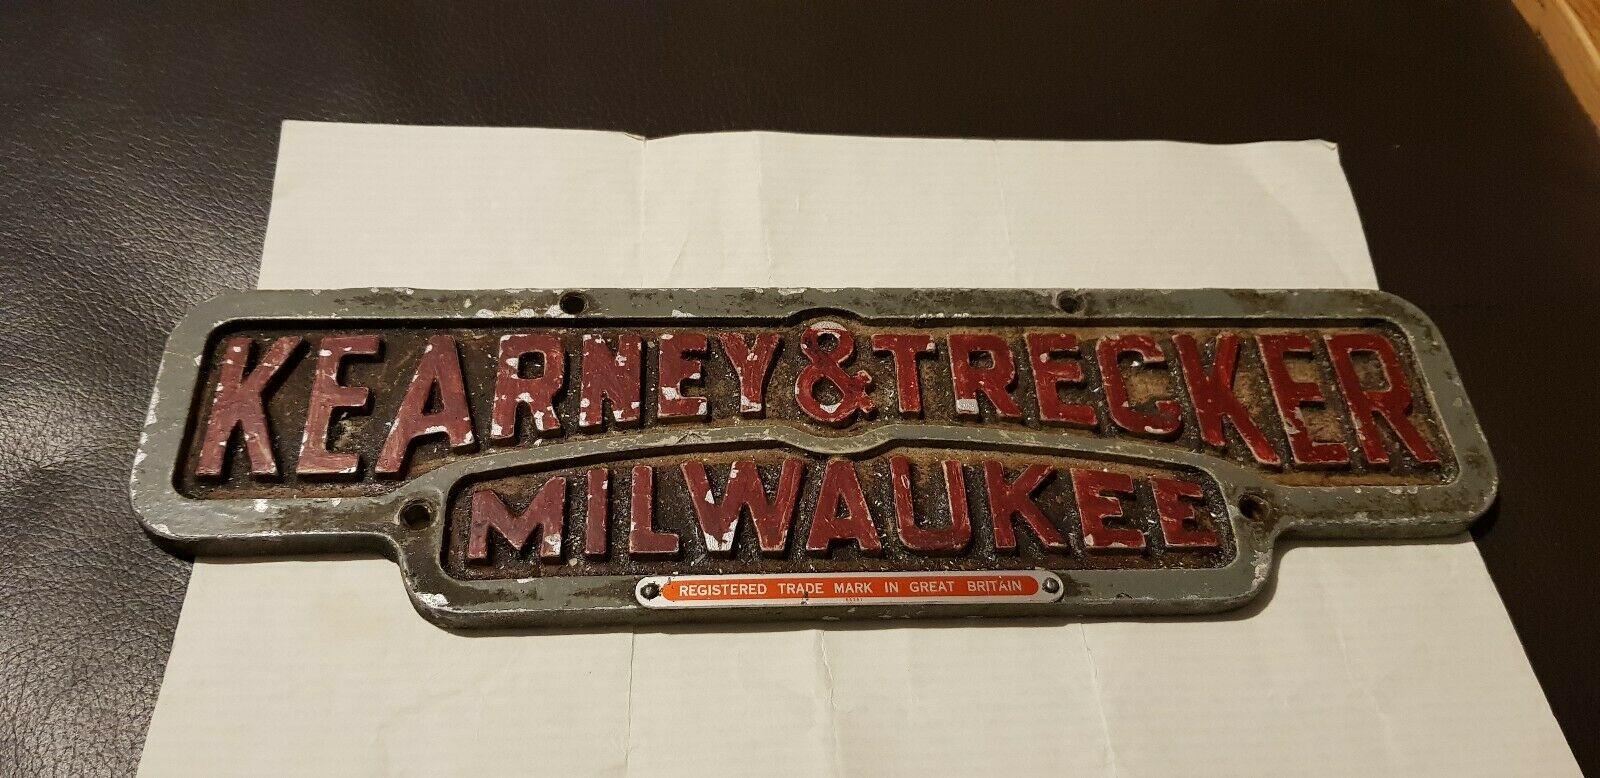 KEARNEY & TRECKER
MILWAUKEE
REGISTERED TRADE MARK IN GREAT BRITAIN